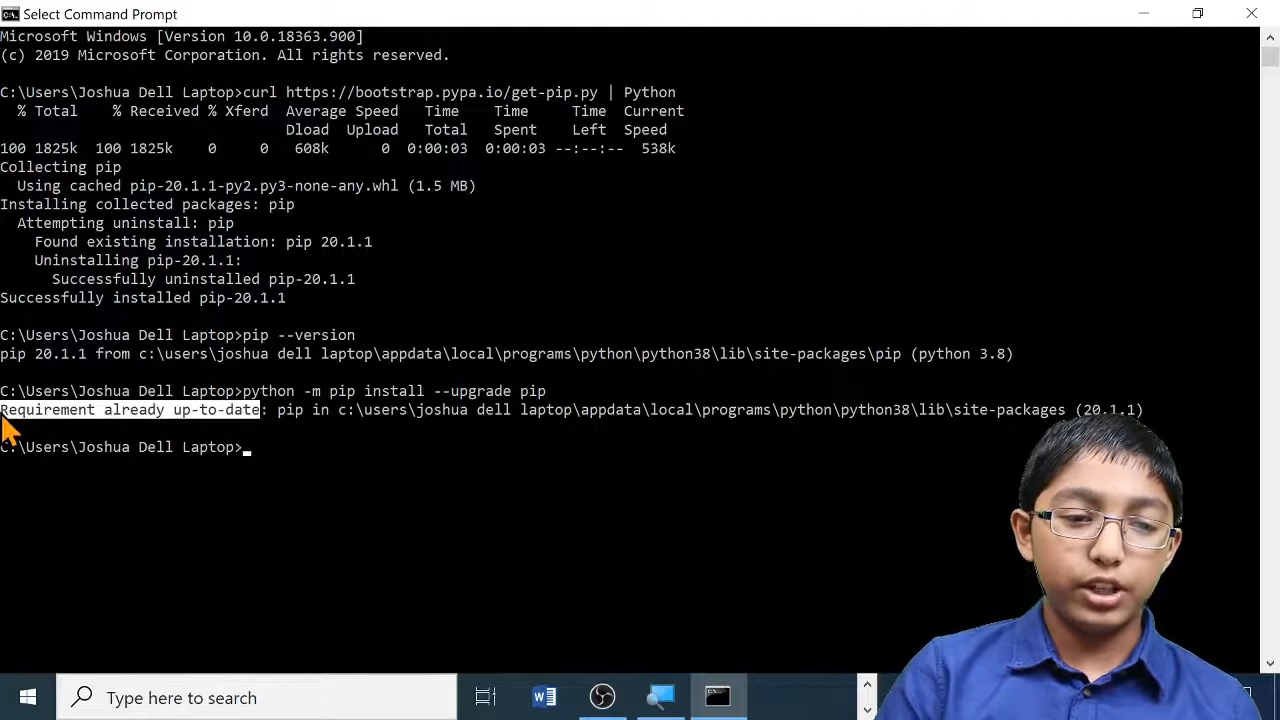 Select Command Prompt
Microsoft Windows [Version 10.0.18363.900]
(c) 2019 Microsoft Corporation. All rights reserved.
C:\Users\Joshua Dell Laptop>curl https://bootstrap.pypa.io/get-pip.py | Python
% Total % Received % Xferd Average Speed Time Time Time Current
Dload Upload Total Spent Left Speed
100 1825k 100 1825k 0 0 608k 0 0:00:03 0:00:03 --:--:-- 538k
Collecting pip
Using cached pip-20.1.1-py2.py3-none-any.whl (1.5 MB)
Installing collected packages: pip
Attempting uninstall: pip
Found existing installation: pip 20.1.1
Uninstalling pip-20.1.1:
Successfully uninstalled pip-20.1.1
Successfully installed pip-20.1.1
C:\Users\Joshua Dell Laptop>pip --version
pip 20.1.1 from c:\users\joshua dell laptop\appdata\local\programs\python\python38\lib\site-packages\pip (python 3.8)
C:\Users\Joshua Dell Laptop>python -m pip install --upgrade pip
Requirement already up-to-date: pip in c:\users\joshua dell laptop\appdata\local\programs\python\python38\lib\site-packages (20.1.1)
C:\Users\Joshua Dell Laptop>
Type here to search